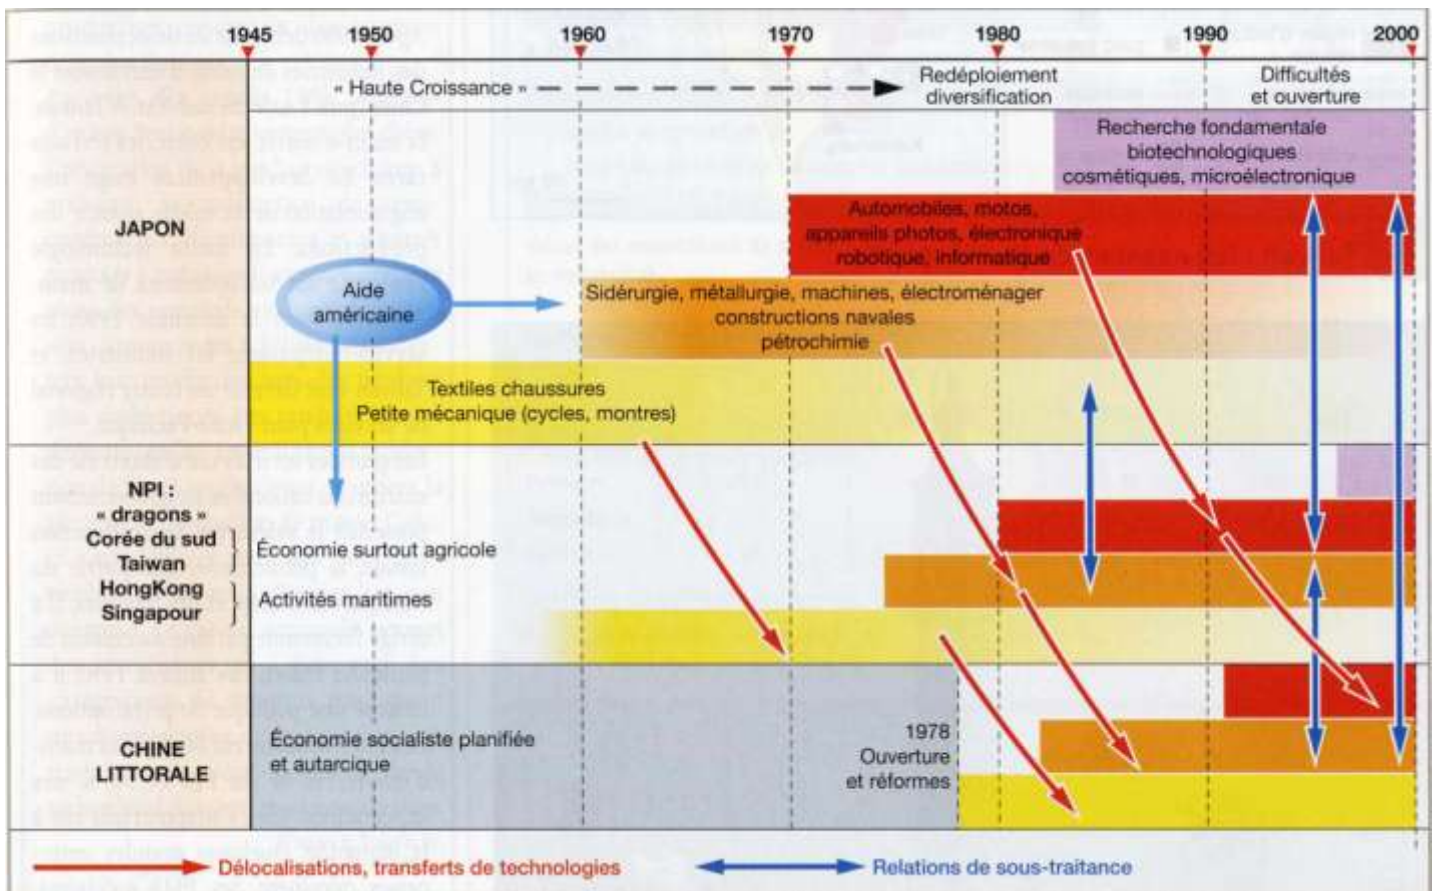 1945 1950 1960 1970 1980 1990 2000
« Haute Croissance »
Redéploiement
diversification
Difficultés
et ouverture
JAPON
Recherche fondamentale
biotechnologiques
cosmétiques, microélectronique
Automobiles, motos,
appareils photos, électronique
robotique, informatique
Aide
américaine
Sidérurgie, métallurgie, machines, électroménager
constructions navales
pétrochimie
Textiles chaussures
Petite mécanique (cycles, montres)
NPI :
« dragons »
Corée du sud
Taiwan
HongKong
Singapour
Économie surtout agricole
Activités maritimes
CHINE
LITTORALE
Économie socialiste planifiée
et autarcique
1978
Ouverture
et réformes
Délocalisations, transferts de technologies
Relations de sous-traitance